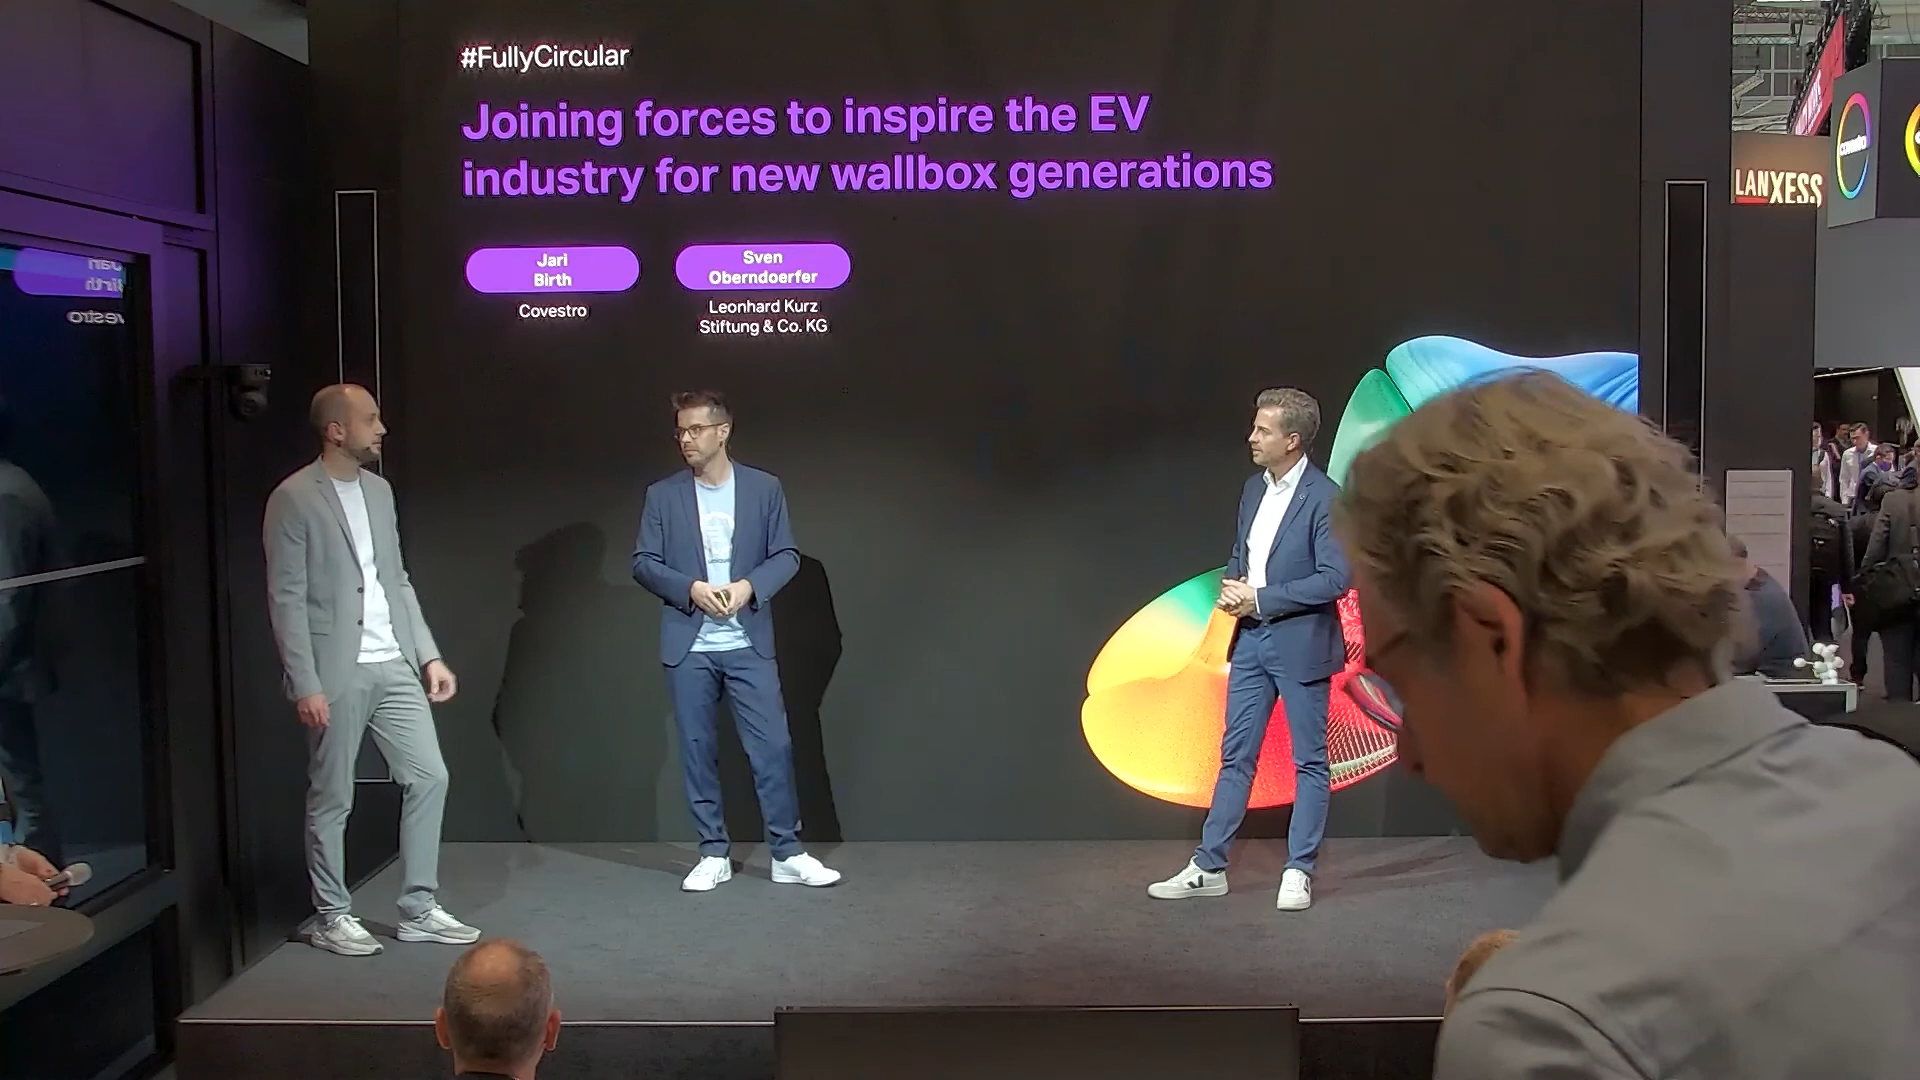 #FullyCircular
Joining forces to inspire the EV
industry for new wallbox generations
Jari
Birth
Covestro
Sven
Oberndoerfer
Leonhard Kurz
Stiftung & Co. KG
LANXESS
covestro